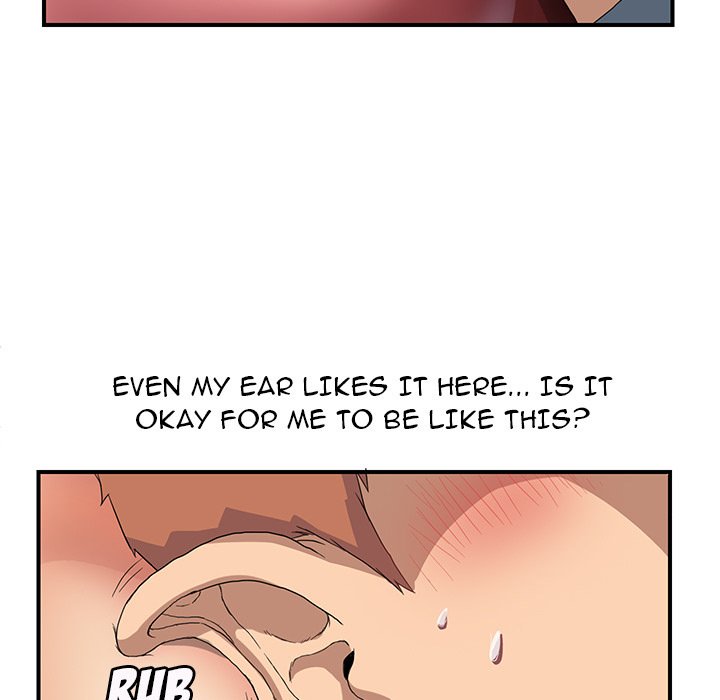 EVEN MY EAR LIKES IT HERE... IS IT
OKAY FOR ME TO BE LIKE THIS?
RUB